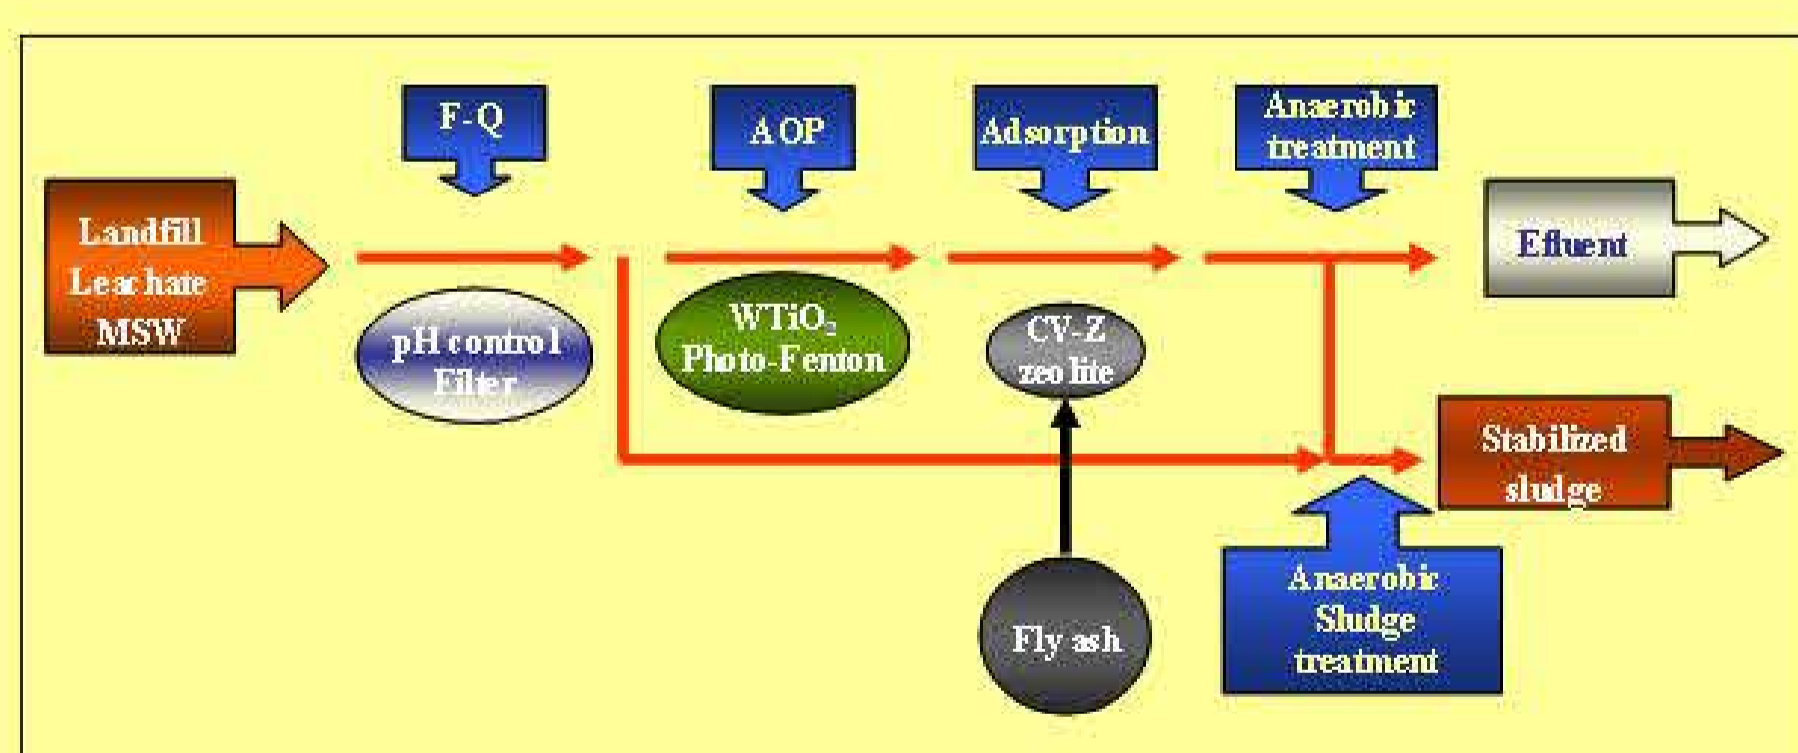 F-Q
AOP
Adsorption
Anaerobic
treatment
Landfill
Leachate
MSW
Efluent
pH control
Filter
WTiO₂
Photo-Fenton
CV-Z
zeolite
Stabilized
sludge
Fly ash
Anaerobic
Sludge
treatment